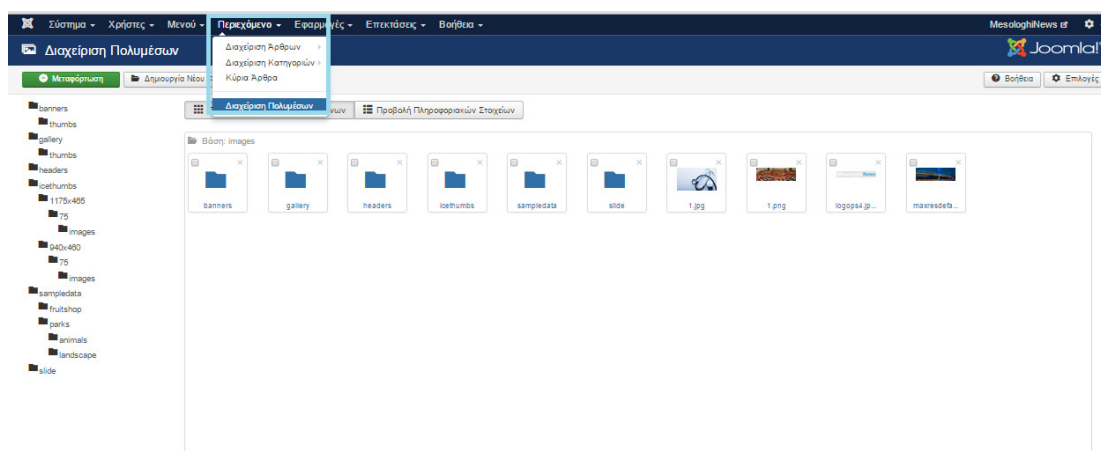 Σύστημα Χρήστες Μενού Περιεχόμενο Εφαρμογές Επεκτάσεις Βοήθεια MesologhiNews
Διαχείριση Πολυμέσων
Joomla!
Διαχείριση Άρθρων
Διαχείριση Κατηγοριών
Κύρια Άρθρα
Διαχείριση Πολυμέσων
Μεταφόρτωση Δημιουργία Νέου
Βοήθεια Επιλογές
Προβολή Πληροφοριακών Στοιχείων
banners
thumbs
gallery
thumbs
headers
icethumbs
1175x465
75
images
940x460
75
images
sampledata
fruitshop
parks
animals
landscape
slide
Βάση: images
banners gallery headers icethumbs sampledata slide 1.jpg 1.png logops4.jp... maxresdefa...